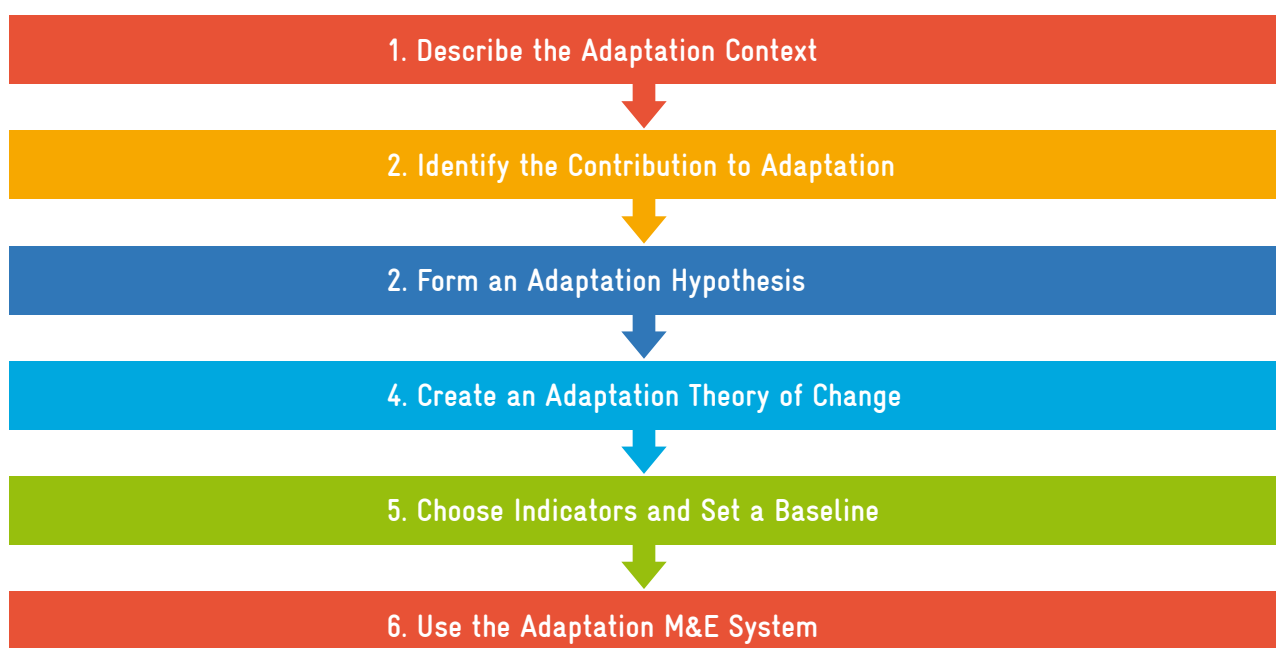 1. Describe the Adaptation Context
2. Identify the Contribution to Adaptation
2. Form an Adaptation Hypothesis
4. Create an Adaptation Theory of Change
5. Choose Indicators and Set a Baseline
6. Use the Adaptation M&E System